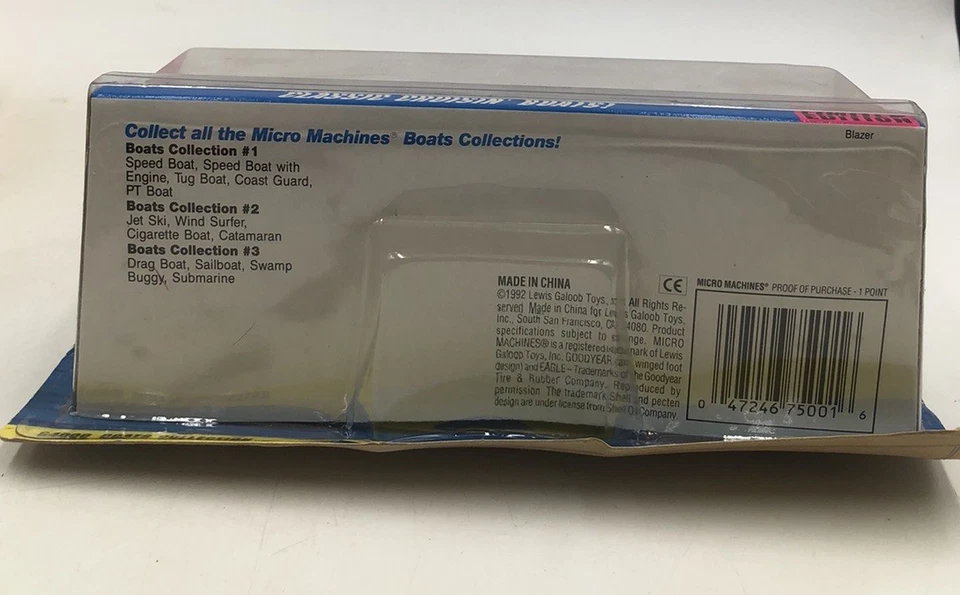 EDITION
Blazer
Collect all the Micro Machines® Boats Collections!
Boats Collection #1
Speed Boat, Speed Boat with
Engine, Tug Boat, Coast Guard,
PT Boat
Boats Collection #2
Jet Ski, Wind Surfer,
Cigarette Boat, Catamaran
Boats Collection #3
Drag Boat, Sailboat, Swamp
Buggy, Submarine
MADE IN CHINA
©1992 Lewis Galoob Toys, All Rights Re-
served Made in China for Lewis Galoob Toys,
Inc., South San Francisco, CA 94080. Product
specifications subject to change. MICRO
MACHINES® is a registered trademark of Lewis
Galoob Toys, Inc. GOODYEAR winged foot
design) and EAGLE - Trademarks of the Goodyear
Tire & Rubber Company. Reproduced by
permission. The trademark Shell and pecten
design are under license from Shell Oil Company.
CE
MICRO MACHINES® PROOF OF PURCHASE - 1 POINT
0 47246 75001 6
BOATS COLLECTION